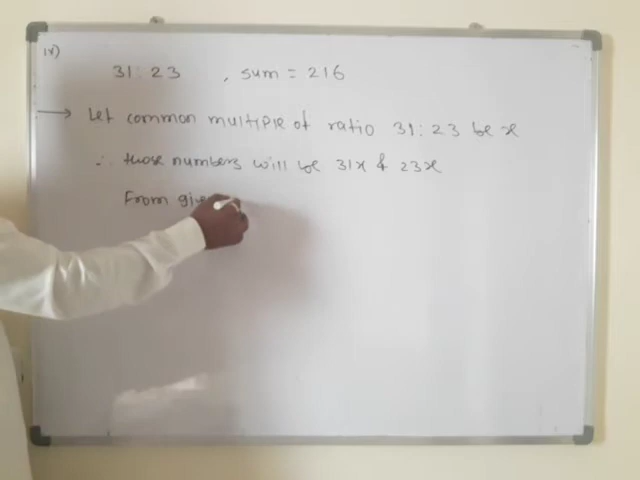 iv)
31:23 , sum = 216
→ Let common multiple of ratio 31:23 be x
∴ those numbers will be 31x & 23x
From give